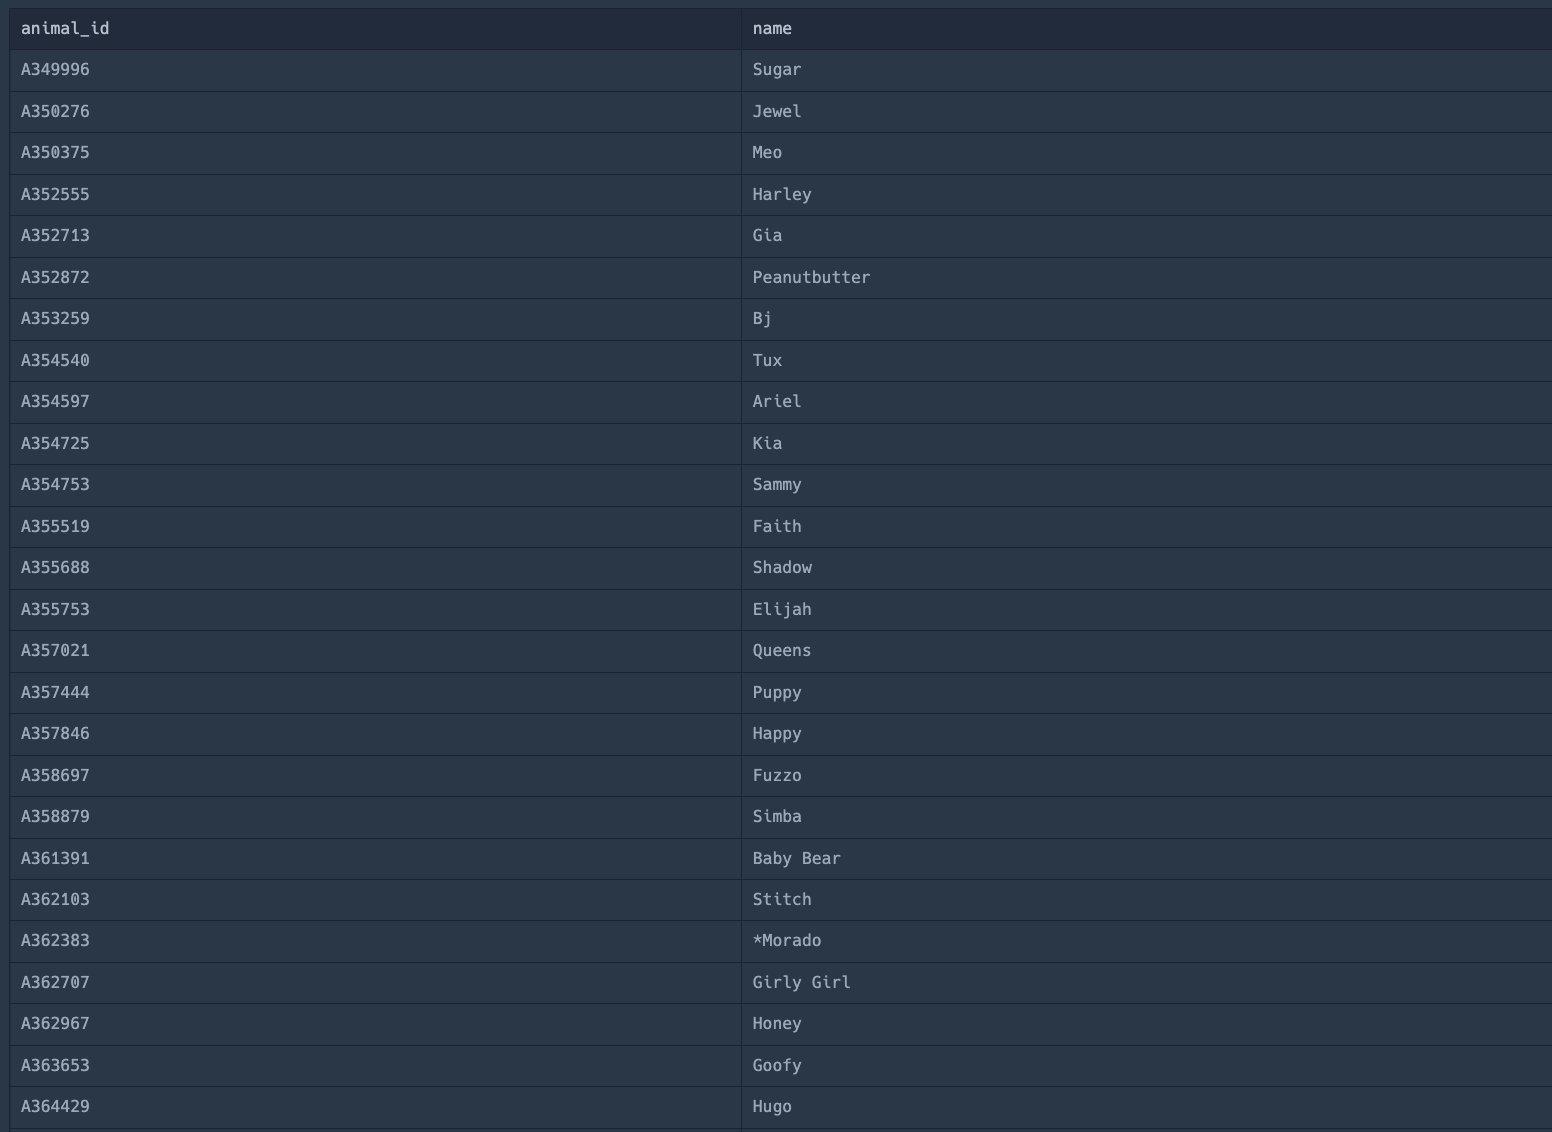 animal_id name
A349996 Sugar
A350276 Jewel
A350375 Meo
A352555 Harley
A352713 Gia
A352872 Peanutbutter
A353259 Bj
A354540 Tux
A354597 Ariel
A354725 Kia
A354753 Sammy
A355519 Faith
A355688 Shadow
A355753 Elijah
A357021 Queens
A357444 Puppy
A357846 Happy
A358697 Fuzzo
A358879 Simba
A361391 Baby Bear
A362103 Stitch
A362383 *Morado
A362707 Girly Girl
A362967 Honey
A363653 Goofy
A364429 Hugo